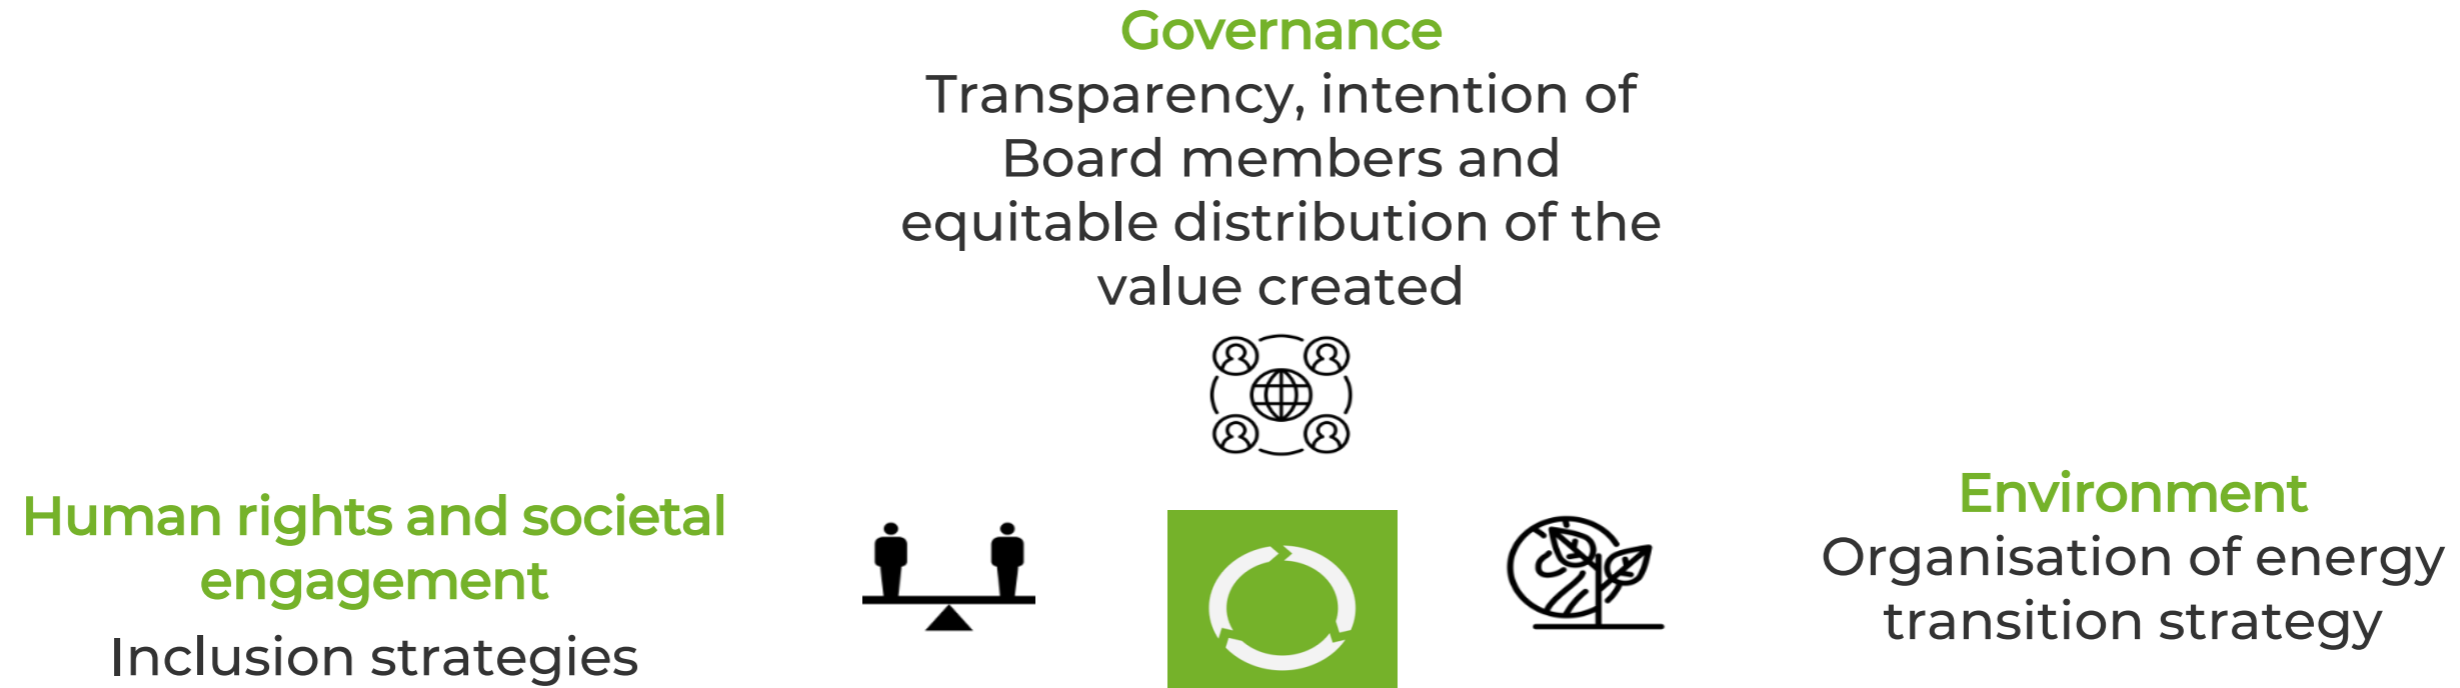 Governance
Transparency, intention of
Board members and
equitable distribution of the
value created
Human rights and societal
engagement
Inclusion strategies
Environment
Organisation of energy
transition strategy